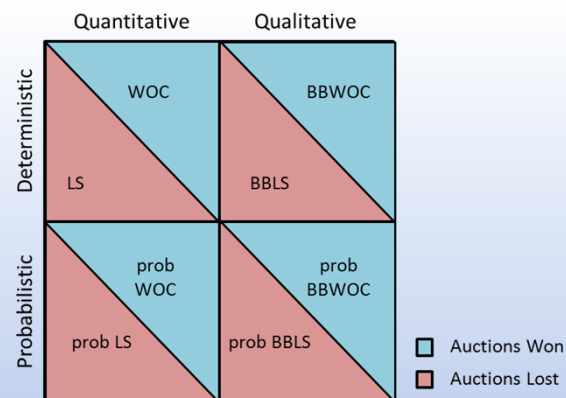 Quantitative Qualitative
Deterministic
WOC
BBWOC
LS
BBLS
Probabilistic
prob
WOC
prob
BBWOC
prob LS
prob BBLS
Auctions Won
Auctions Lost